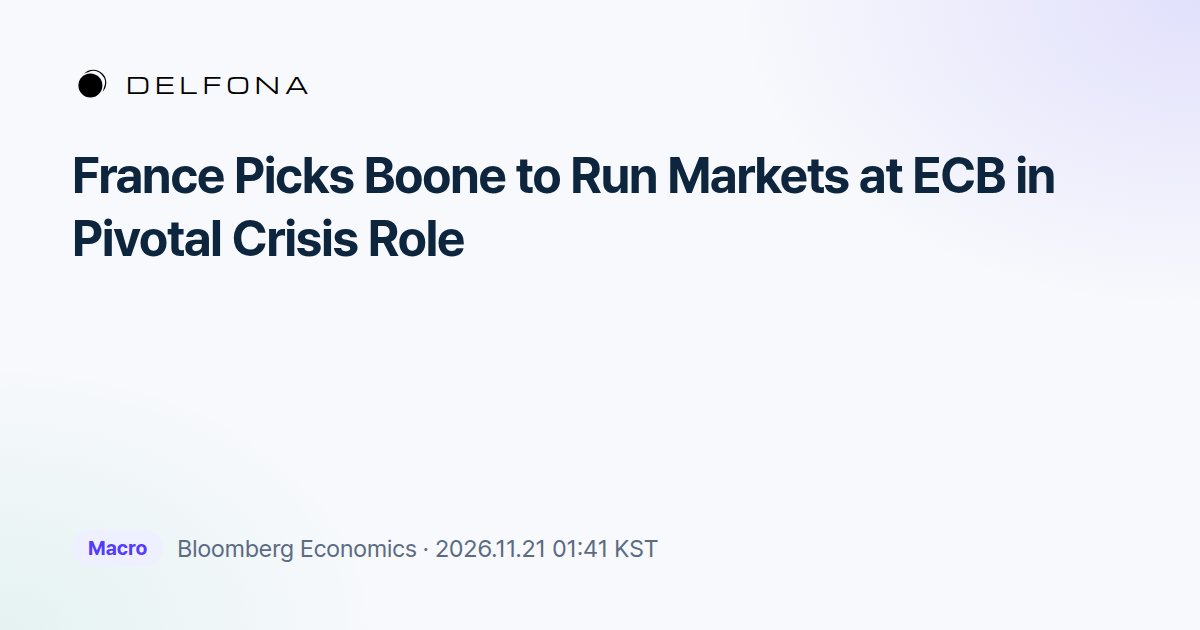 DELFONA
France Picks Boone to Run Markets at ECB in
Pivotal Crisis Role
Macro Bloomberg Economics · 2026.11.21 01:41 KST